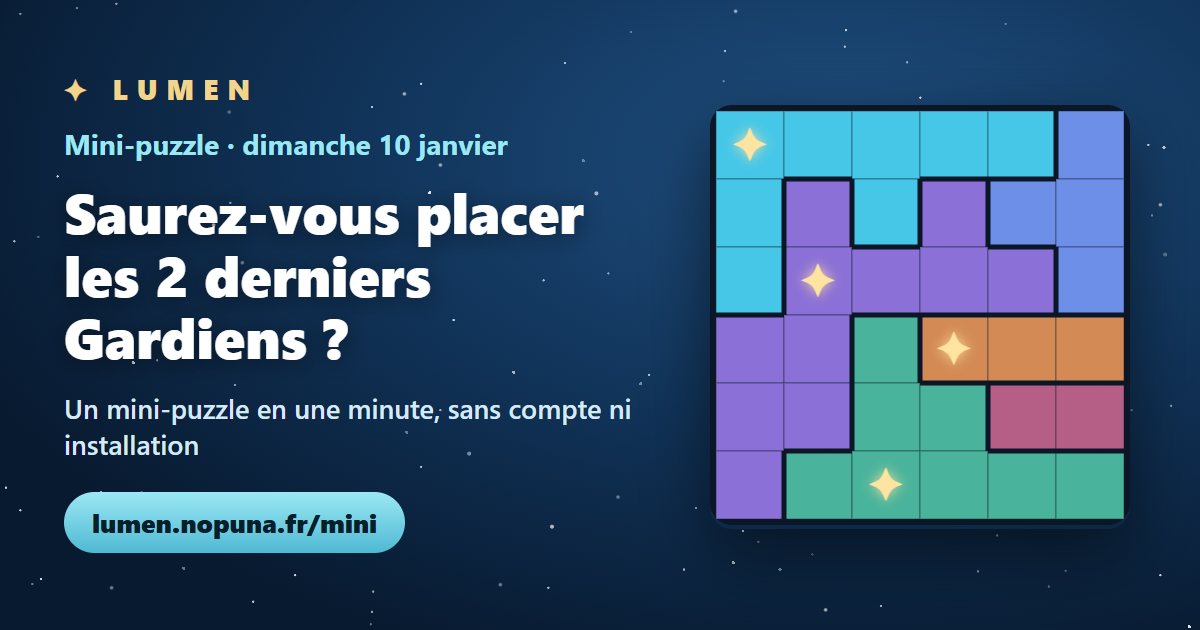 LUMEN
Mini-puzzle · dimanche 10 janvier
Saurez-vous placer
les 2 derniers
Gardiens ?
Un mini-puzzle en une minute, sans compte ni
installation
lumen.nopuna.fr/mini